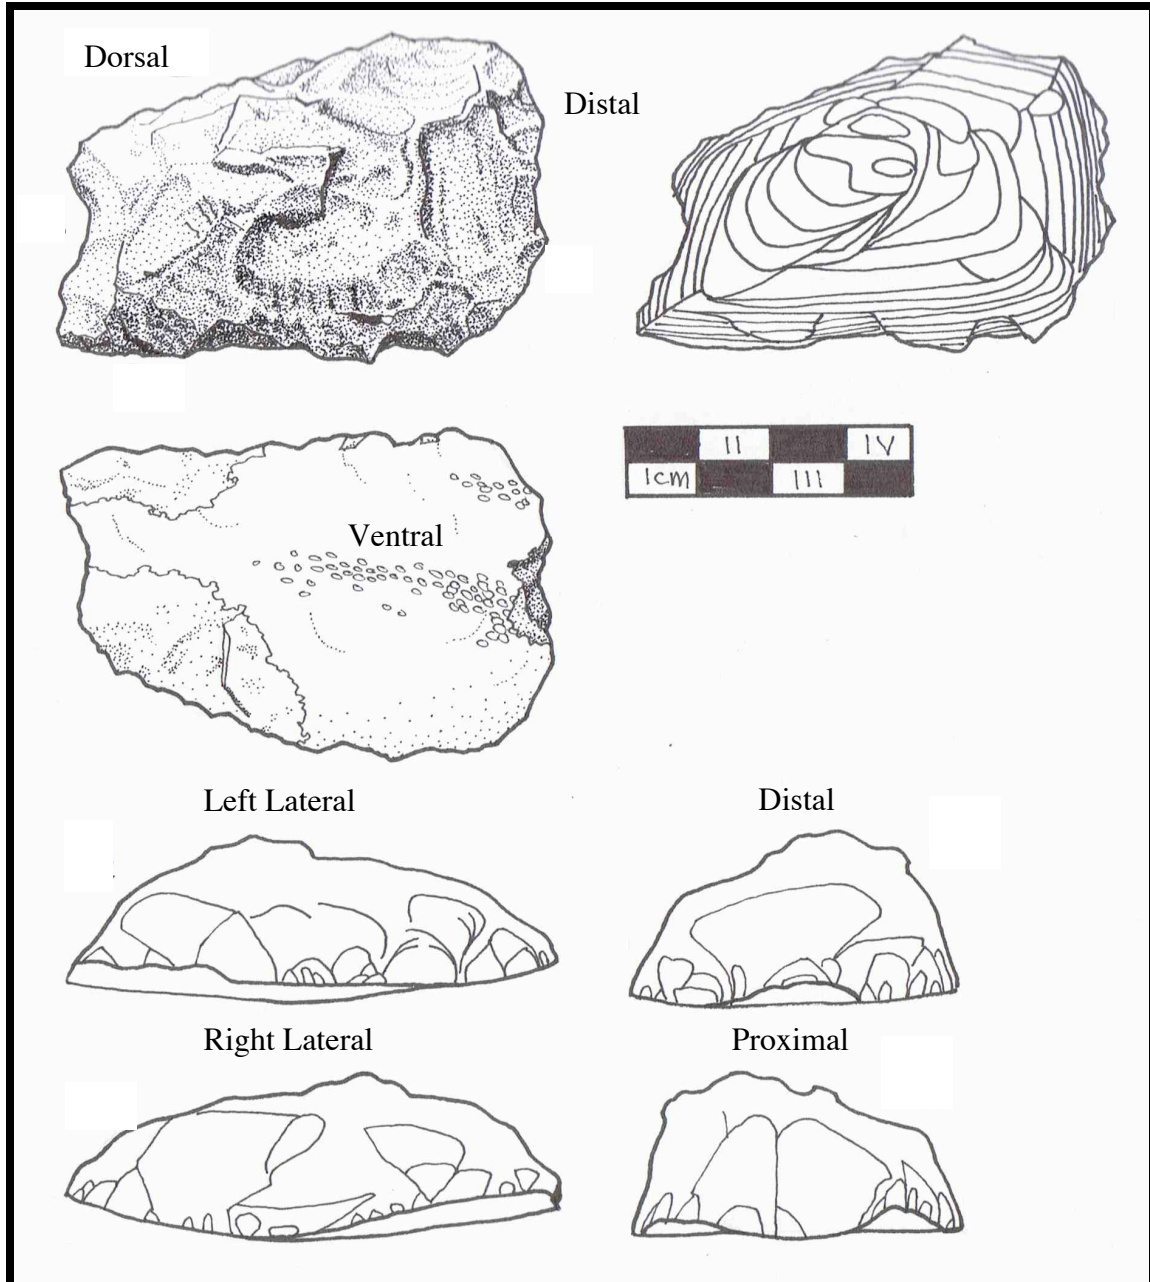 Dorsal
Distal
II IV
1cm III
Ventral
Left Lateral
Distal
Right Lateral
Proximal